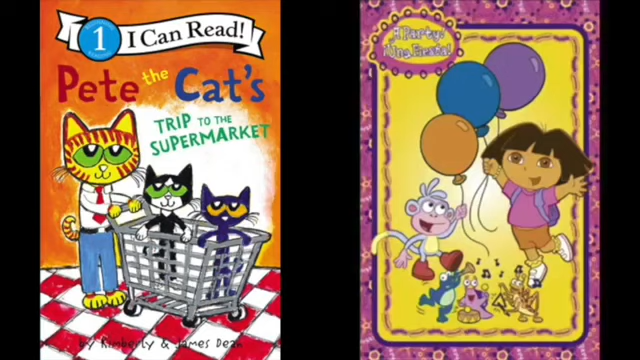 1 I Can Read!
Pete the Cat's
TRIP TO THE
SUPERMARKET
by Kimberly & James Dean
A Party!
¡Una Fiesta!